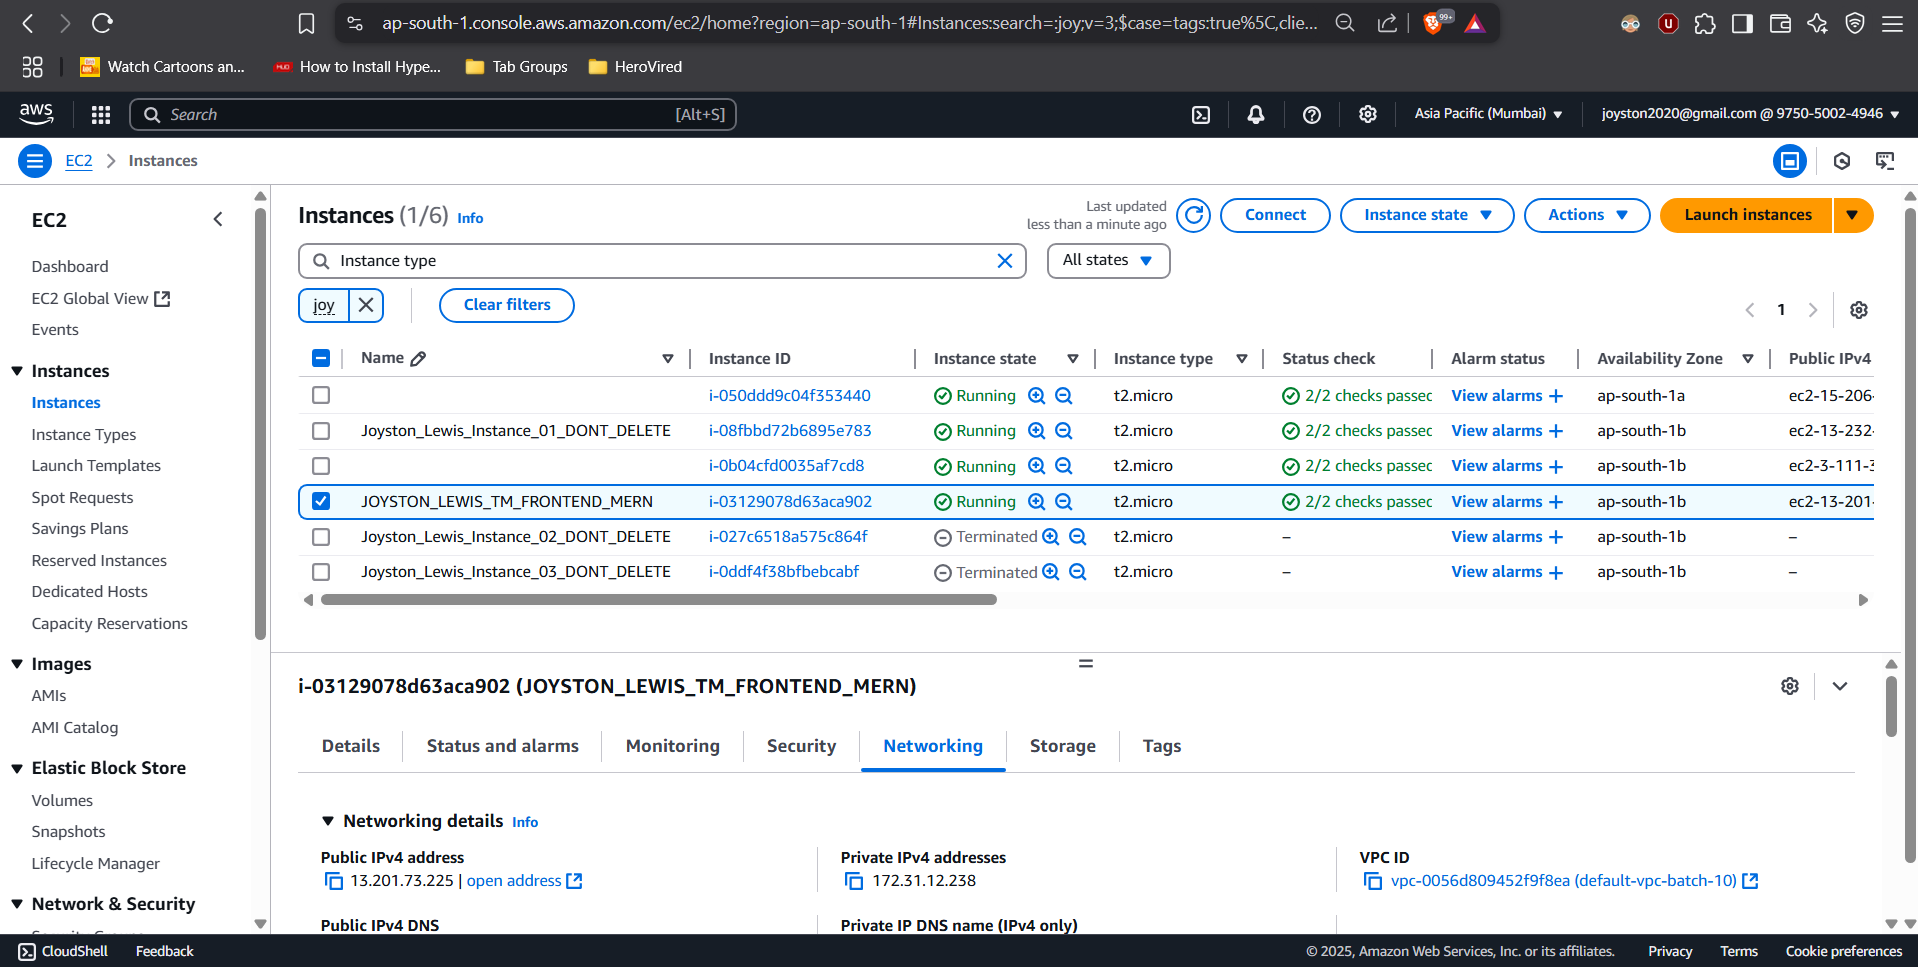 ap-south-1.console.aws.amazon.com/ec2/home?region=ap-south-1#Instances:search=:joy;v=3;$case=tags:true%5C,clie...
99+
Watch Cartoons an...
How to Install Hype...
Tab Groups
HeroVired
aws
Search
[Alt+S]
Asia Pacific (Mumbai)
joyston2020@gmail.com @ 9750-5002-4946
EC2
Instances
EC2
Dashboard
EC2 Global View
Events
Instances
Instances
Instance Types
Launch Templates
Spot Requests
Savings Plans
Reserved Instances
Dedicated Hosts
Capacity Reservations
Images
AMIs
AMI Catalog
Elastic Block Store
Volumes
Snapshots
Lifecycle Manager
Network & Security
Instances (1/6) Info
Last updated
less than a minute ago
Connect
Instance state
Actions
Launch instances
Instance type
All states
joy
Clear filters
1
Name Instance ID Instance state Instance type Status check Alarm status Availability Zone Public IPv4
i-050ddd9c04f353440 Running t2.micro 2/2 checks passec View alarms + ap-south-1a ec2-15-206
Joyston_Lewis_Instance_01_DONT_DELETE i-08fbbd72b6895e783 Running t2.micro 2/2 checks passec View alarms + ap-south-1b ec2-13-232
i-0b04cfd0035af7cd8 Running t2.micro 2/2 checks passec View alarms + ap-south-1b ec2-3-111-3
JOYSTON_LEWIS_TM_FRONTEND_MERN i-03129078d63aca902 Running t2.micro 2/2 checks passec View alarms + ap-south-1b ec2-13-201
Joyston_Lewis_Instance_02_DONT_DELETE i-027c6518a575c864f Terminated t2.micro – View alarms + ap-south-1b –
Joyston_Lewis_Instance_03_DONT_DELETE i-0ddf4f38bfbebcabf Terminated t2.micro – View alarms + ap-south-1b –
i-03129078d63aca902 (JOYSTON_LEWIS_TM_FRONTEND_MERN)
Details
Status and alarms
Monitoring
Security
Networking
Storage
Tags
Networking details Info
Public IPv4 address
13.201.73.225 | open address
Private IPv4 addresses
172.31.12.238
VPC ID
vpc-0056d809452f9f8ea (default-vpc-batch-10)
Public IPv4 DNS
Private IP DNS name (IPv4 only)
CloudShell
Feedback
© 2025, Amazon Web Services, Inc. or its affiliates.
Privacy
Terms
Cookie preferences